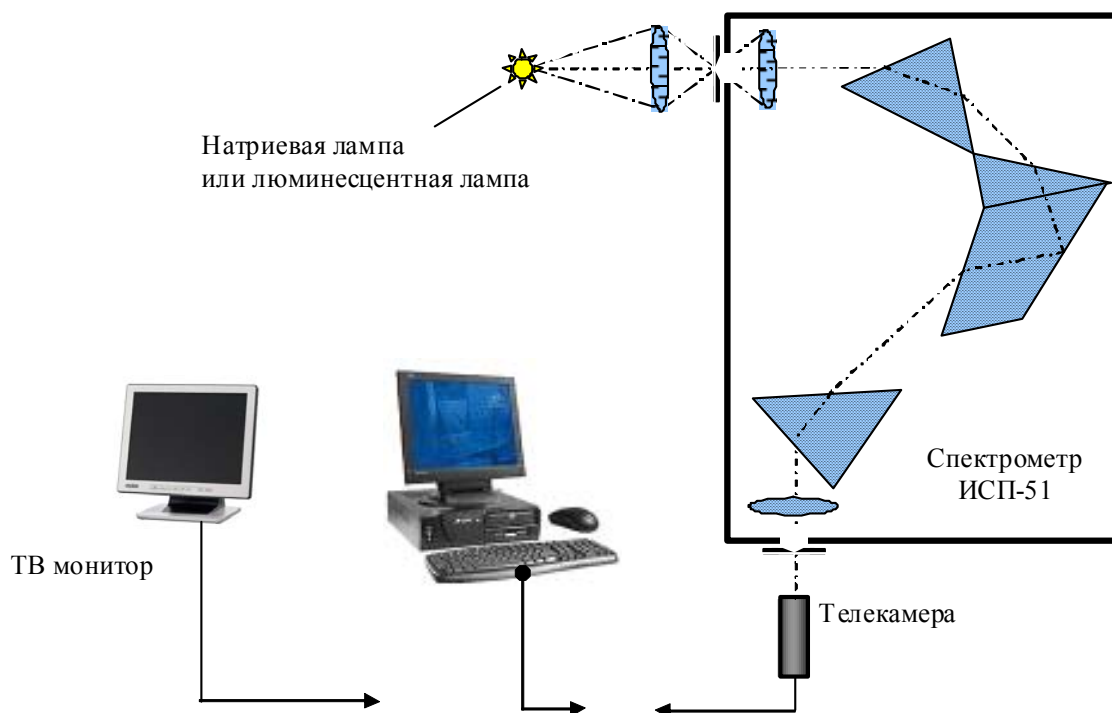 Натриевая лампа
или люминесцентная лампа
Спектрометр
ИСП-51
ТВ монитор
Телекамера